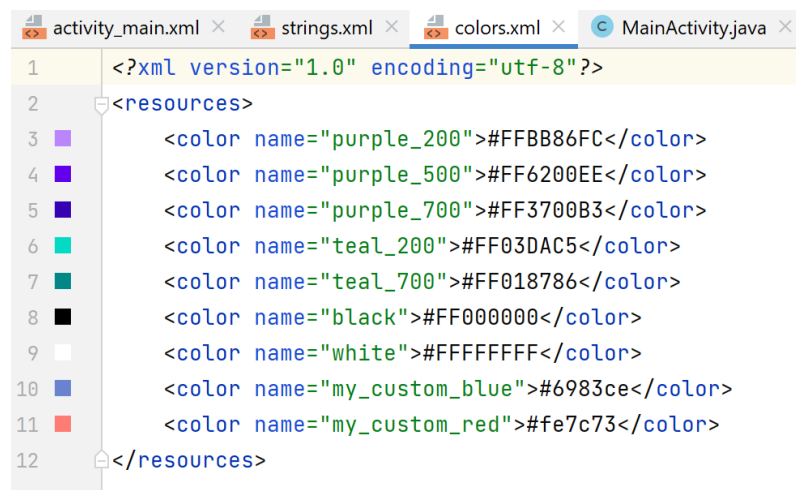 activity_main.xml strings.xml colors.xml C MainActivity.java
1 <?xml version="1.0" encoding="utf-8"?>
2 <resources>
3 <color name="purple_200">#FFBB86FC</color>
4 <color name="purple_500">#FF6200EE</color>
5 <color name="purple_700">#FF3700B3</color>
6 <color name="teal_200">#FF03DAC5</color>
7 <color name="teal_700">#FF018786</color>
8 <color name="black">#FF000000</color>
9 <color name="white">#FFFFFFFF</color>
10 <color name="my_custom_blue">#6983ce</color>
11 <color name="my_custom_red">#fe7c73</color>
12 </resources>